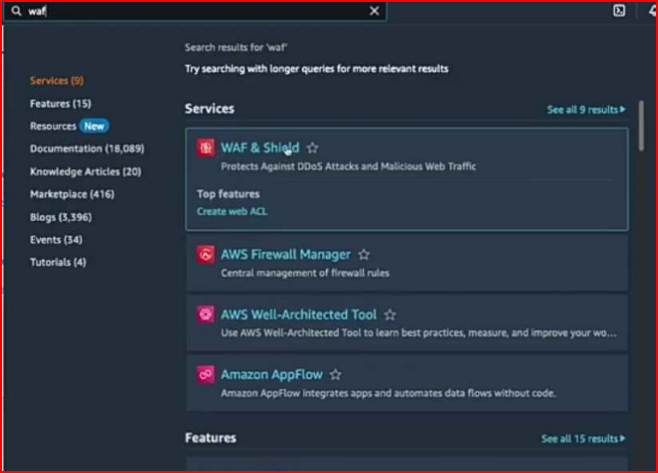 waf
Search results for 'waf'
Try searching with longer queries for more relevant results
Services (9)
Features (15)
Resources New
Documentation (18,089)
Knowledge Articles (20)
Marketplace (416)
Blogs (3,396)
Events (34)
Tutorials (4)
Services
See all 9 results
WAF & Shield
Protects Against DDoS Attacks and Malicious Web Traffic
Top features
Create web ACL
AWS Firewall Manager
Central management of firewall rules
AWS Well-Architected Tool
Use AWS Well-Architected Tool to learn best practices, measure, and improve your wo...
Amazon AppFlow
Amazon AppFlow integrates apps and automates data flows without code.
Features
See all 15 results